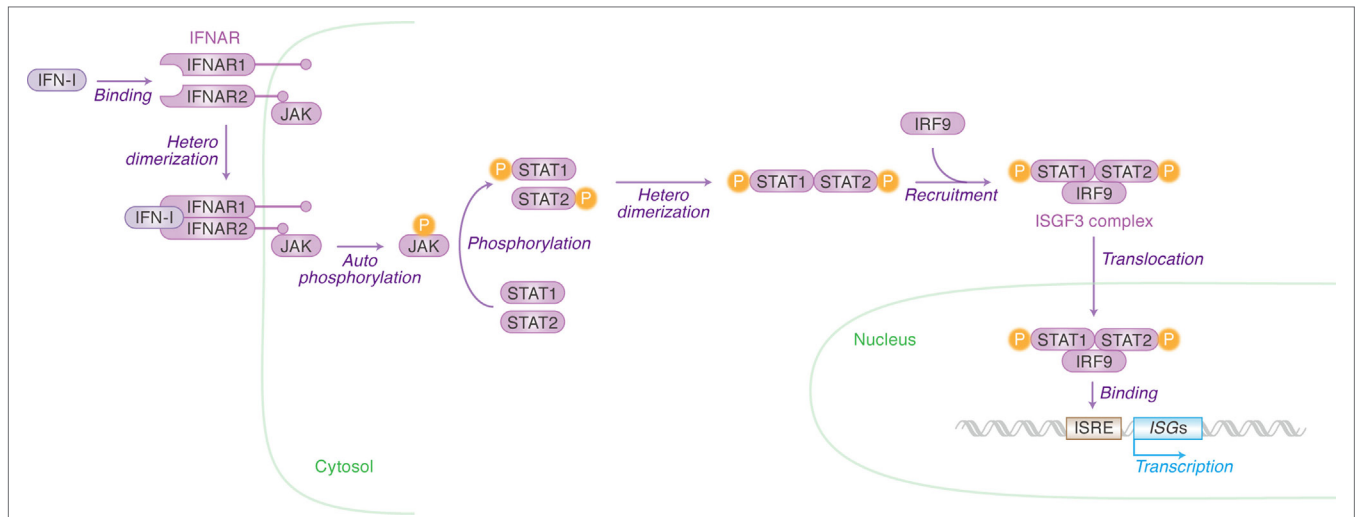 IFNAR
IFN-I
Binding
IFNAR1
IFNAR2
JAK
Hetero
dimerization
IFN-I
IFNAR1
IFNAR2
JAK
Auto
phosphorylation
P
JAK
Phosphorylation
STAT1
STAT2
P
STAT1
STAT2
P
Hetero
dimerization
P
STAT1
STAT2
P
IRF9
Recruitment
P
STAT1
STAT2
P
IRF9
ISGF3 complex
Translocation
Nucleus
P
STAT1
STAT2
P
IRF9
Binding
ISRE
ISGs
Transcription
Cytosol